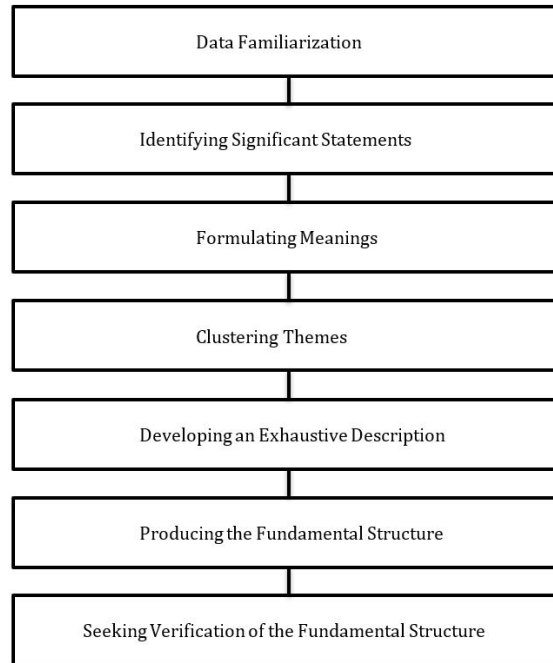 Data Familiarization
Identifying Significant Statements
Formulating Meanings
Clustering Themes
Developing an Exhaustive Description
Producing the Fundamental Structure
Seeking Verification of the Fundamental Structure